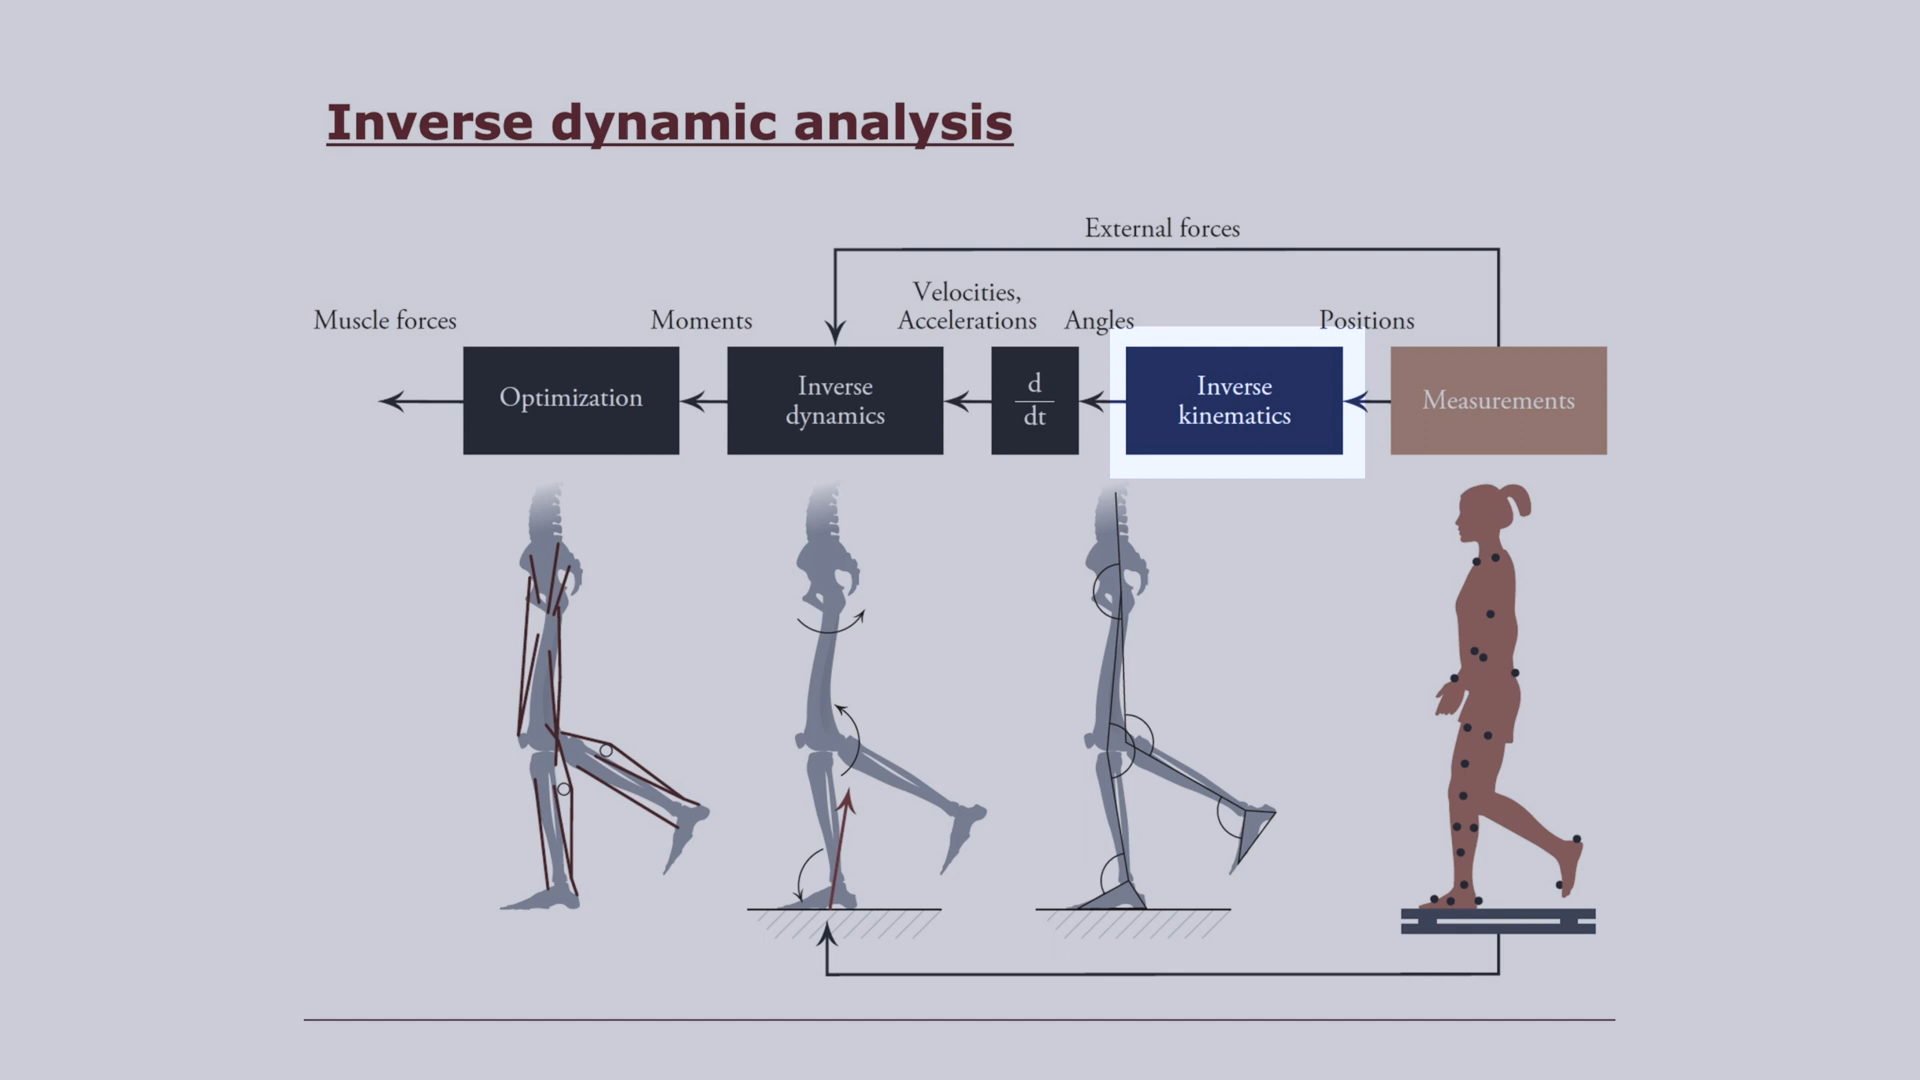 Inverse dynamic analysis
External forces
Velocities,
Muscle forces Moments Accelerations Angles Positions
Optimization
Inverse
dynamics
d
dt
Inverse
kinematics
Measurements